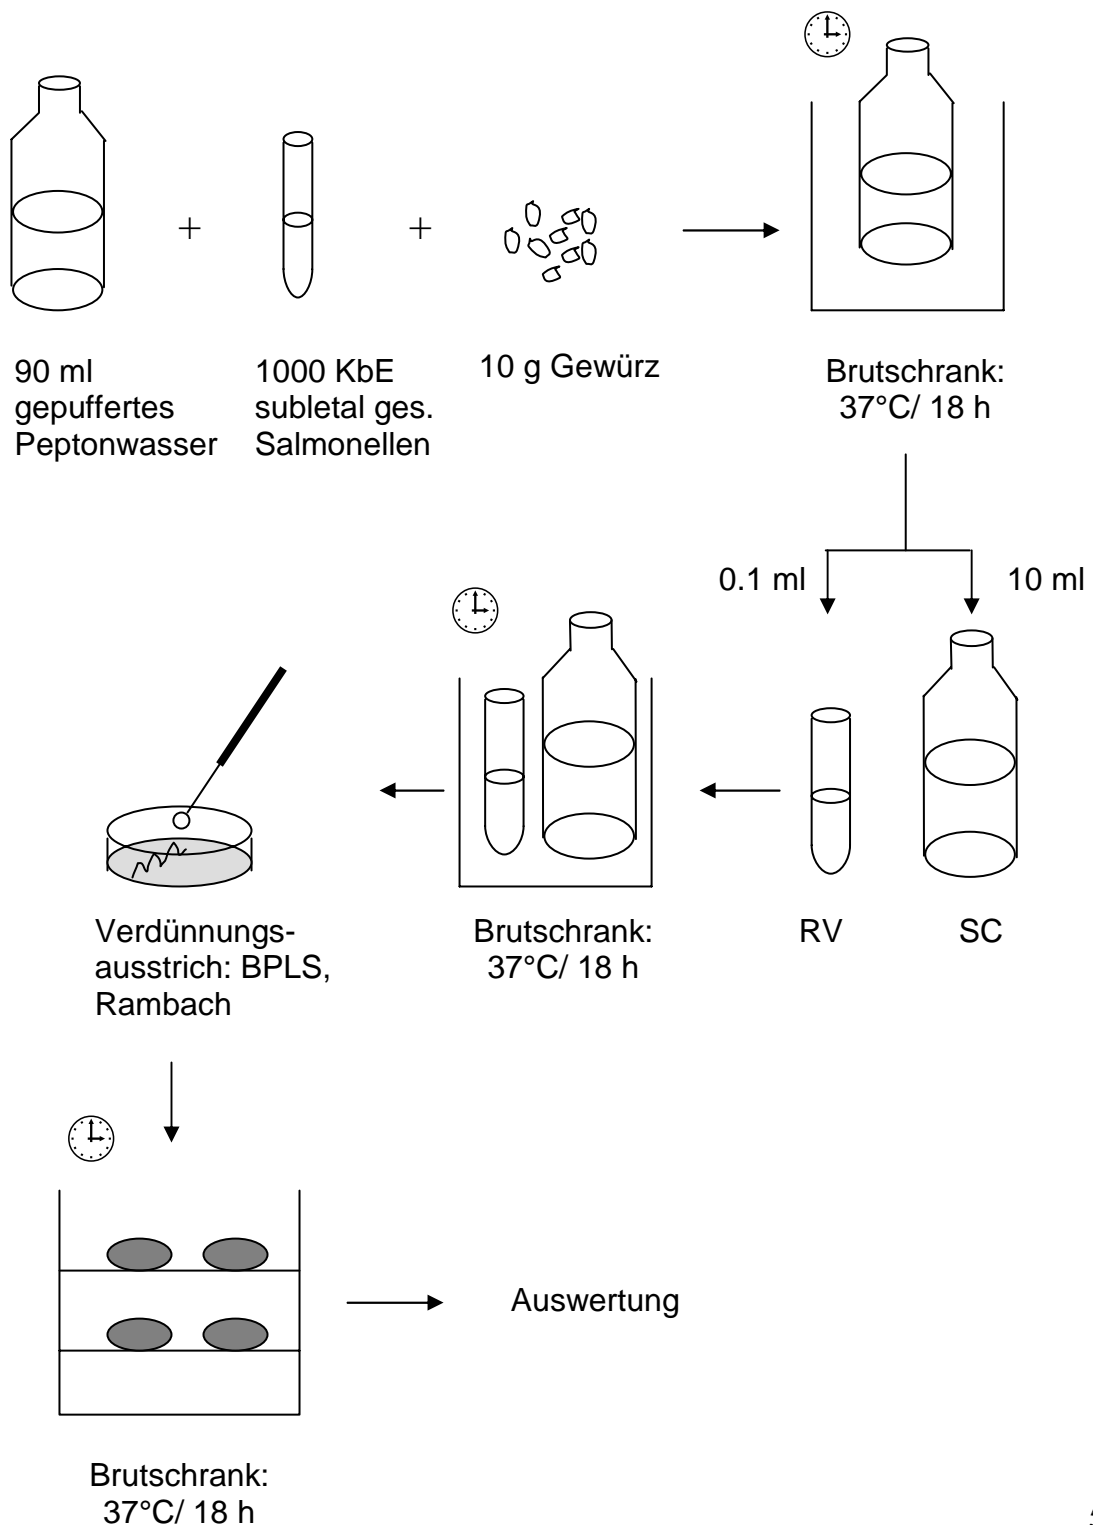 +
+
90 ml
gepuffertes
Peptonwasser
1000 KbE
subletal ges.
Salmonellen
10 g Gewürz
Brutschrank:
37°C/ 18 h
0.1 ml
10 ml
RV
SC
Brutschrank:
37°C/ 18 h
Verdünnungs-
ausstrich: BPLS,
Rambach
Auswertung
Brutschrank:
37°C/ 18 h